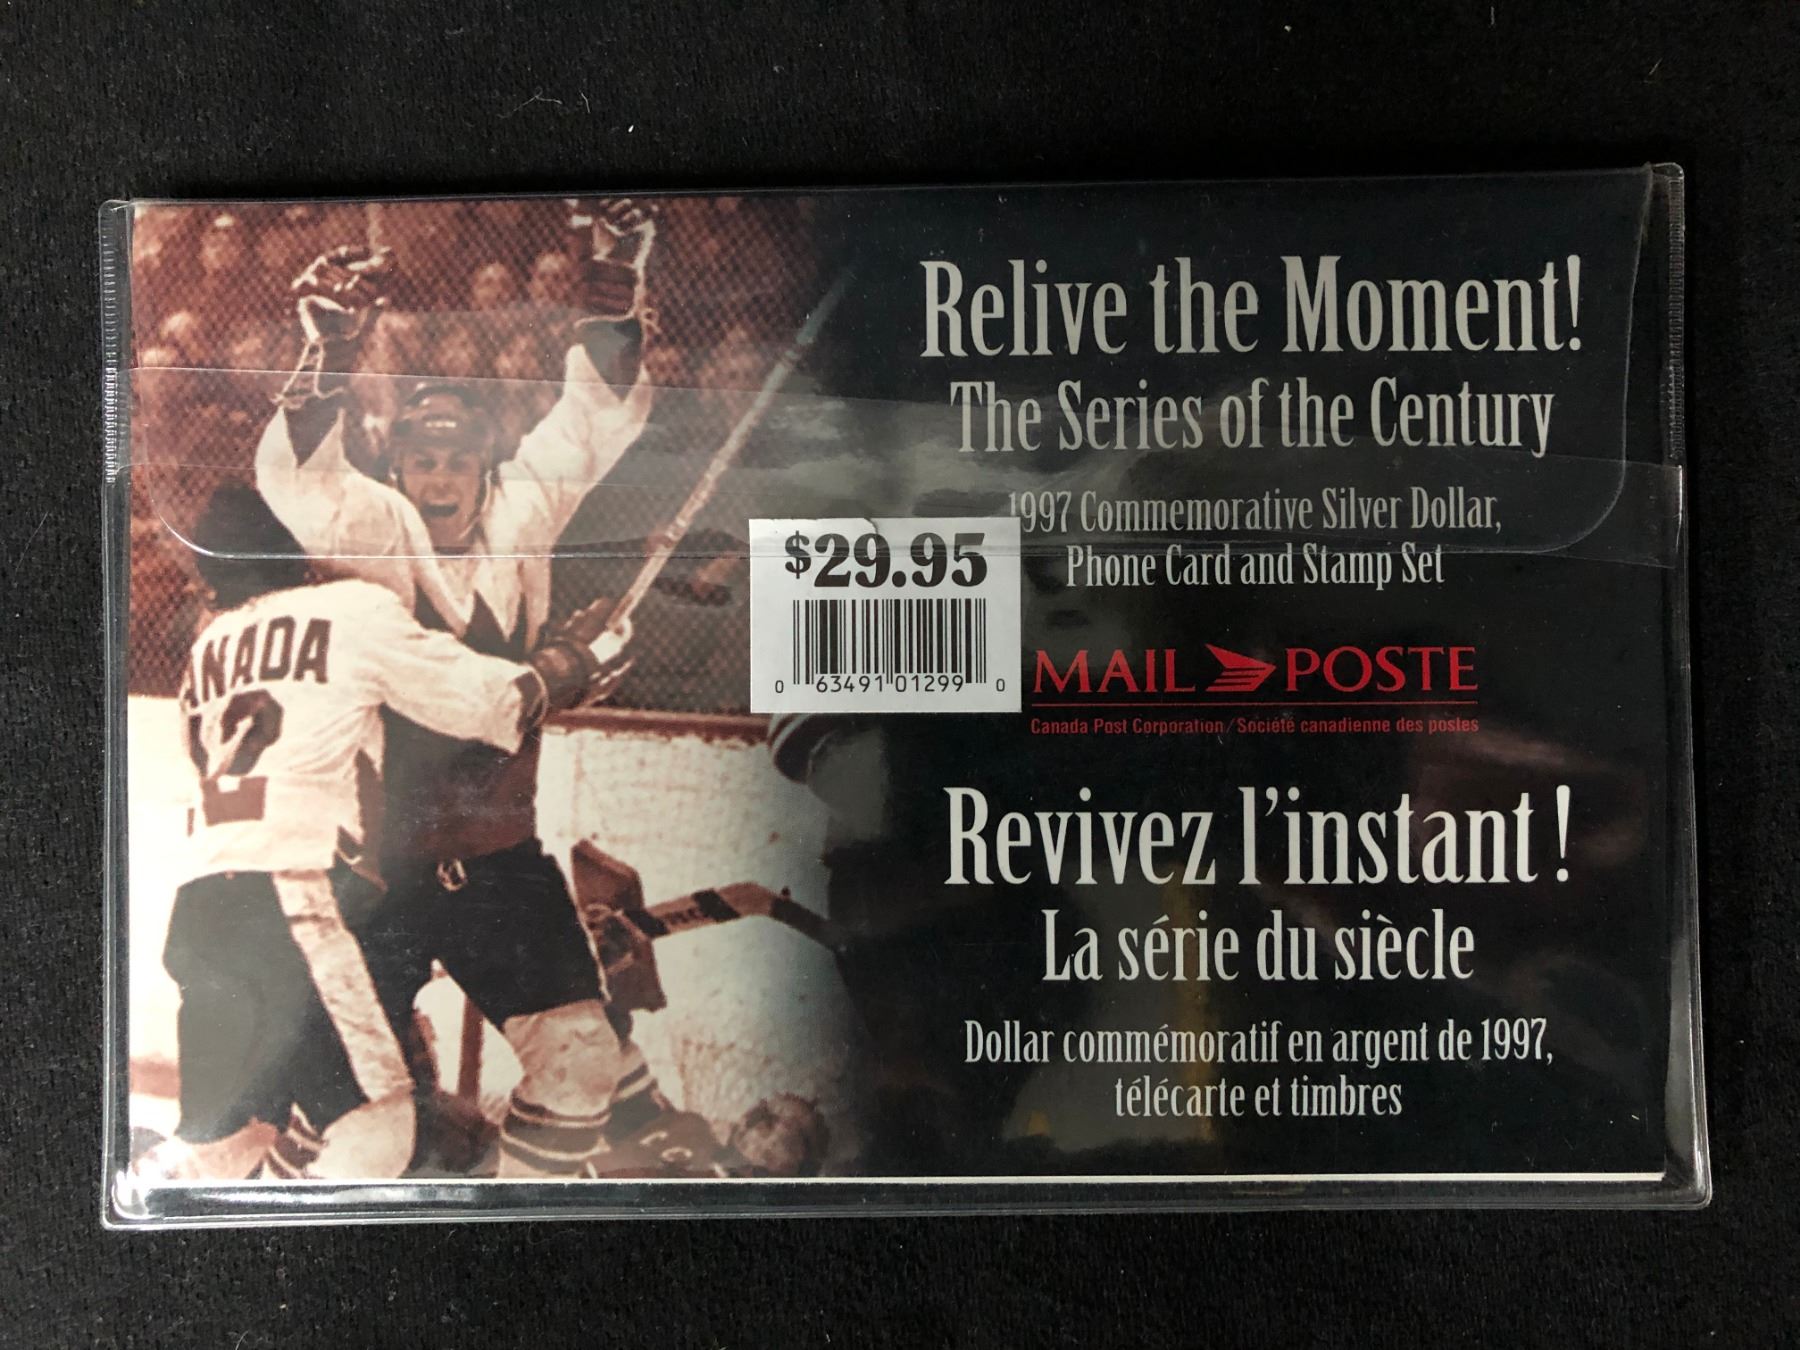 Relive the Moment!
The Series of the Century
1997 Commemorative Silver Dollar,
Phone Card and Stamp Set
$29.95
0 63491 01299 0
MAIL POSTE
Canada Post Corporation / Société canadienne des postes
Revivez l'instant !
La série du siècle
Dollar commémoratif en argent de 1997,
télécarte et timbres
ANADA
12